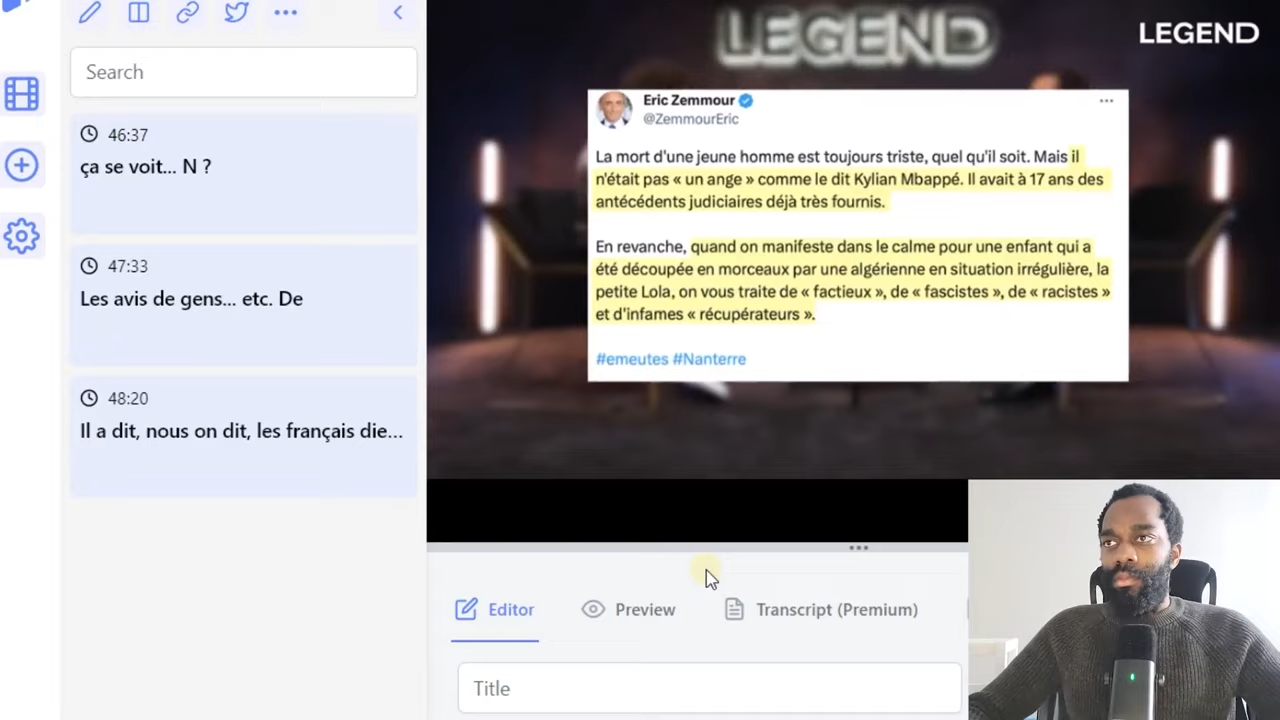 Search
46:37
ça se voit... N ?
47:33
Les avis de gens... etc. De
48:20
Il a dit, nous on dit, les français die...
LEGEND
LEGEND
Eric Zemmour
@ZemmourEric
La mort d'une jeune homme est toujours triste, quel qu'il soit. Mais il
n'était pas « un ange » comme le dit Kylian Mbappé. Il avait à 17 ans des
antécédents judiciaires déjà très fournis.
En revanche, quand on manifeste dans le calme pour une enfant qui a
été découpée en morceaux par une algérienne en situation irrégulière, la
petite Lola, on vous traite de « factieux », de « fascistes », de « racistes »
et d'infames « récupérateurs ».
#emeutes #Nanterre
Editor
Preview
Transcript (Premium)
Title